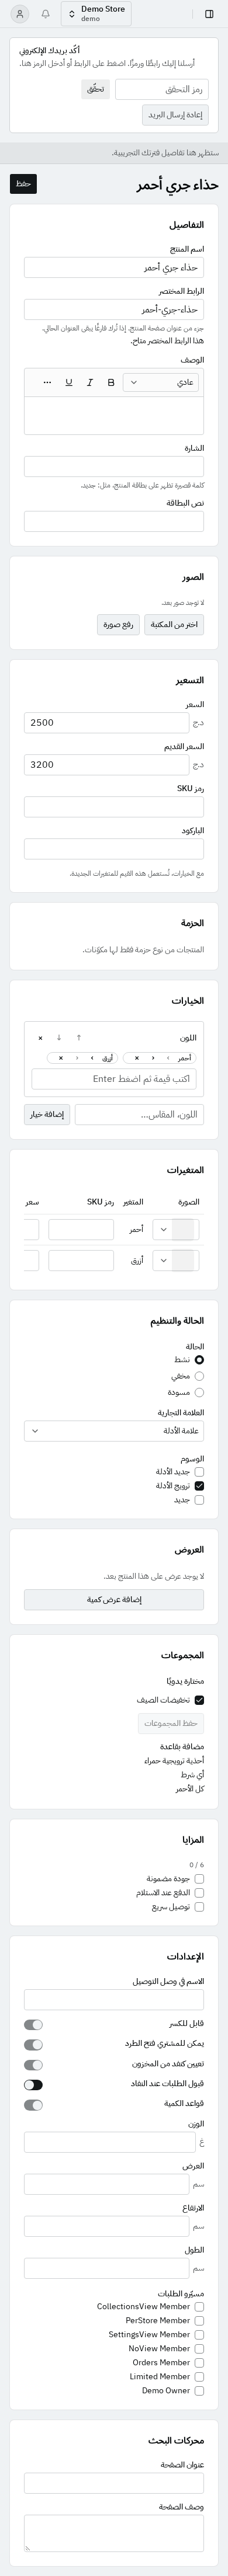 Demo Store
demo
أكّد بريدك الإلكتروني
أرسلنا إليك رابطًا ورمزًا. اضغط على الرابط أو أدخل الرمز هنا.
رمز التحقق
تحقّق
إعادة إرسال البريد
ستظهر هنا تفاصيل فترتك التجريبية.
حذاء جري أحمر
حفظ
التفاصيل
اسم المنتج
حذاء جري أحمر
الرابط المختصر
حذاء-جري-أحمر
جزء من عنوان صفحة المنتج. إذا تُرك فارغًا يبقى العنوان الحالي.
هذا الرابط المختصر متاح.
الوصف
عادي
الشارة
كلمة قصيرة تظهر على بطاقة المنتج، مثل: جديد.
نص البطاقة
الصور
لا توجد صور بعد.
اختر من المكتبة
رفع صورة
التسعير
السعر
د.ج
2500
السعر القديم
د.ج
3200
رمز SKU
الباركود
مع الخيارات، تُستعمل هذه القيم للمتغيرات الجديدة.
الحزمة
المنتجات من نوع حزمة فقط لها مكوّنات.
الخيارات
اللون
أحمر
أزرق
اكتب قيمة ثم اضغط Enter
اللون، المقاس...
إضافة خيار
المتغيرات
الصورة
المتغير
رمز SKU
سعر
أحمر
أزرق
الحالة والتنظيم
الحالة
نشط
مخفي
مسودة
العلامة التجارية
علامة الأدلة
الوسوم
جديد الأدلة
ترويج الأدلة
جديد
العروض
لا يوجد عرض على هذا المنتج بعد.
إضافة عرض كمية
المجموعات
مختارة يدويًا
تخفيضات الصيف
حفظ المجموعات
مضافة بقاعدة
أحذية ترويجية حمراء
أي شرط
كل الأحمر
المزايا
0 / 6
جودة مضمونة
الدفع عند الاستلام
توصيل سريع
الإعدادات
الاسم في وصل التوصيل
قابل للكسر
يمكن للمشتري فتح الطرد
تعيين كنفد من المخزون
قبول الطلبات عند النفاد
قواعد الكمية
الوزن
غ
العرض
سم
الارتفاع
سم
الطول
سم
مسيّرو الطلبات
CollectionsView Member
PerStore Member
SettingsView Member
NoView Member
Orders Member
Limited Member
Demo Owner
محركات البحث
عنوان الصفحة
وصف الصفحة